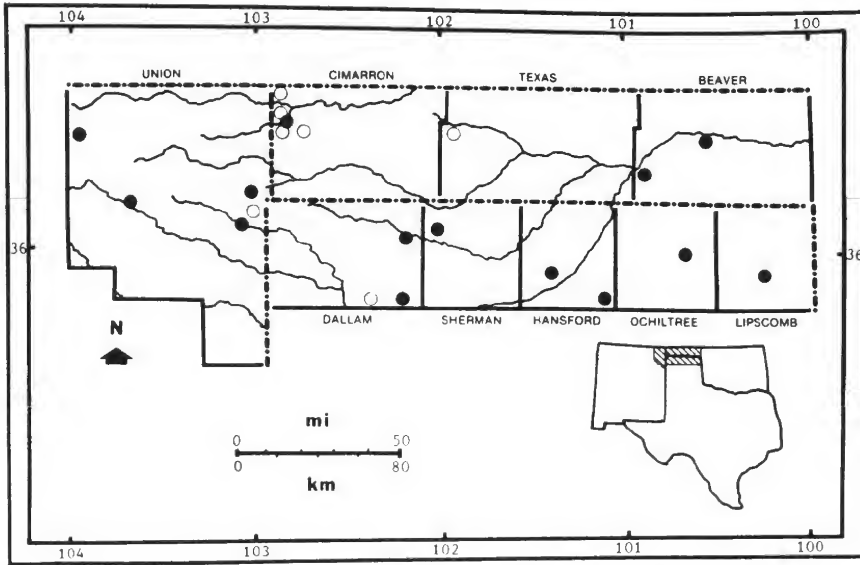 104 103 102 101 100
UNION CIMARRON TEXAS BEAVER
36 36
DALLAM SHERMAN HANSFORD OCHILTREE LIPSCOMB
N
mi
0 50
0 80
km
104 103 102 101 100